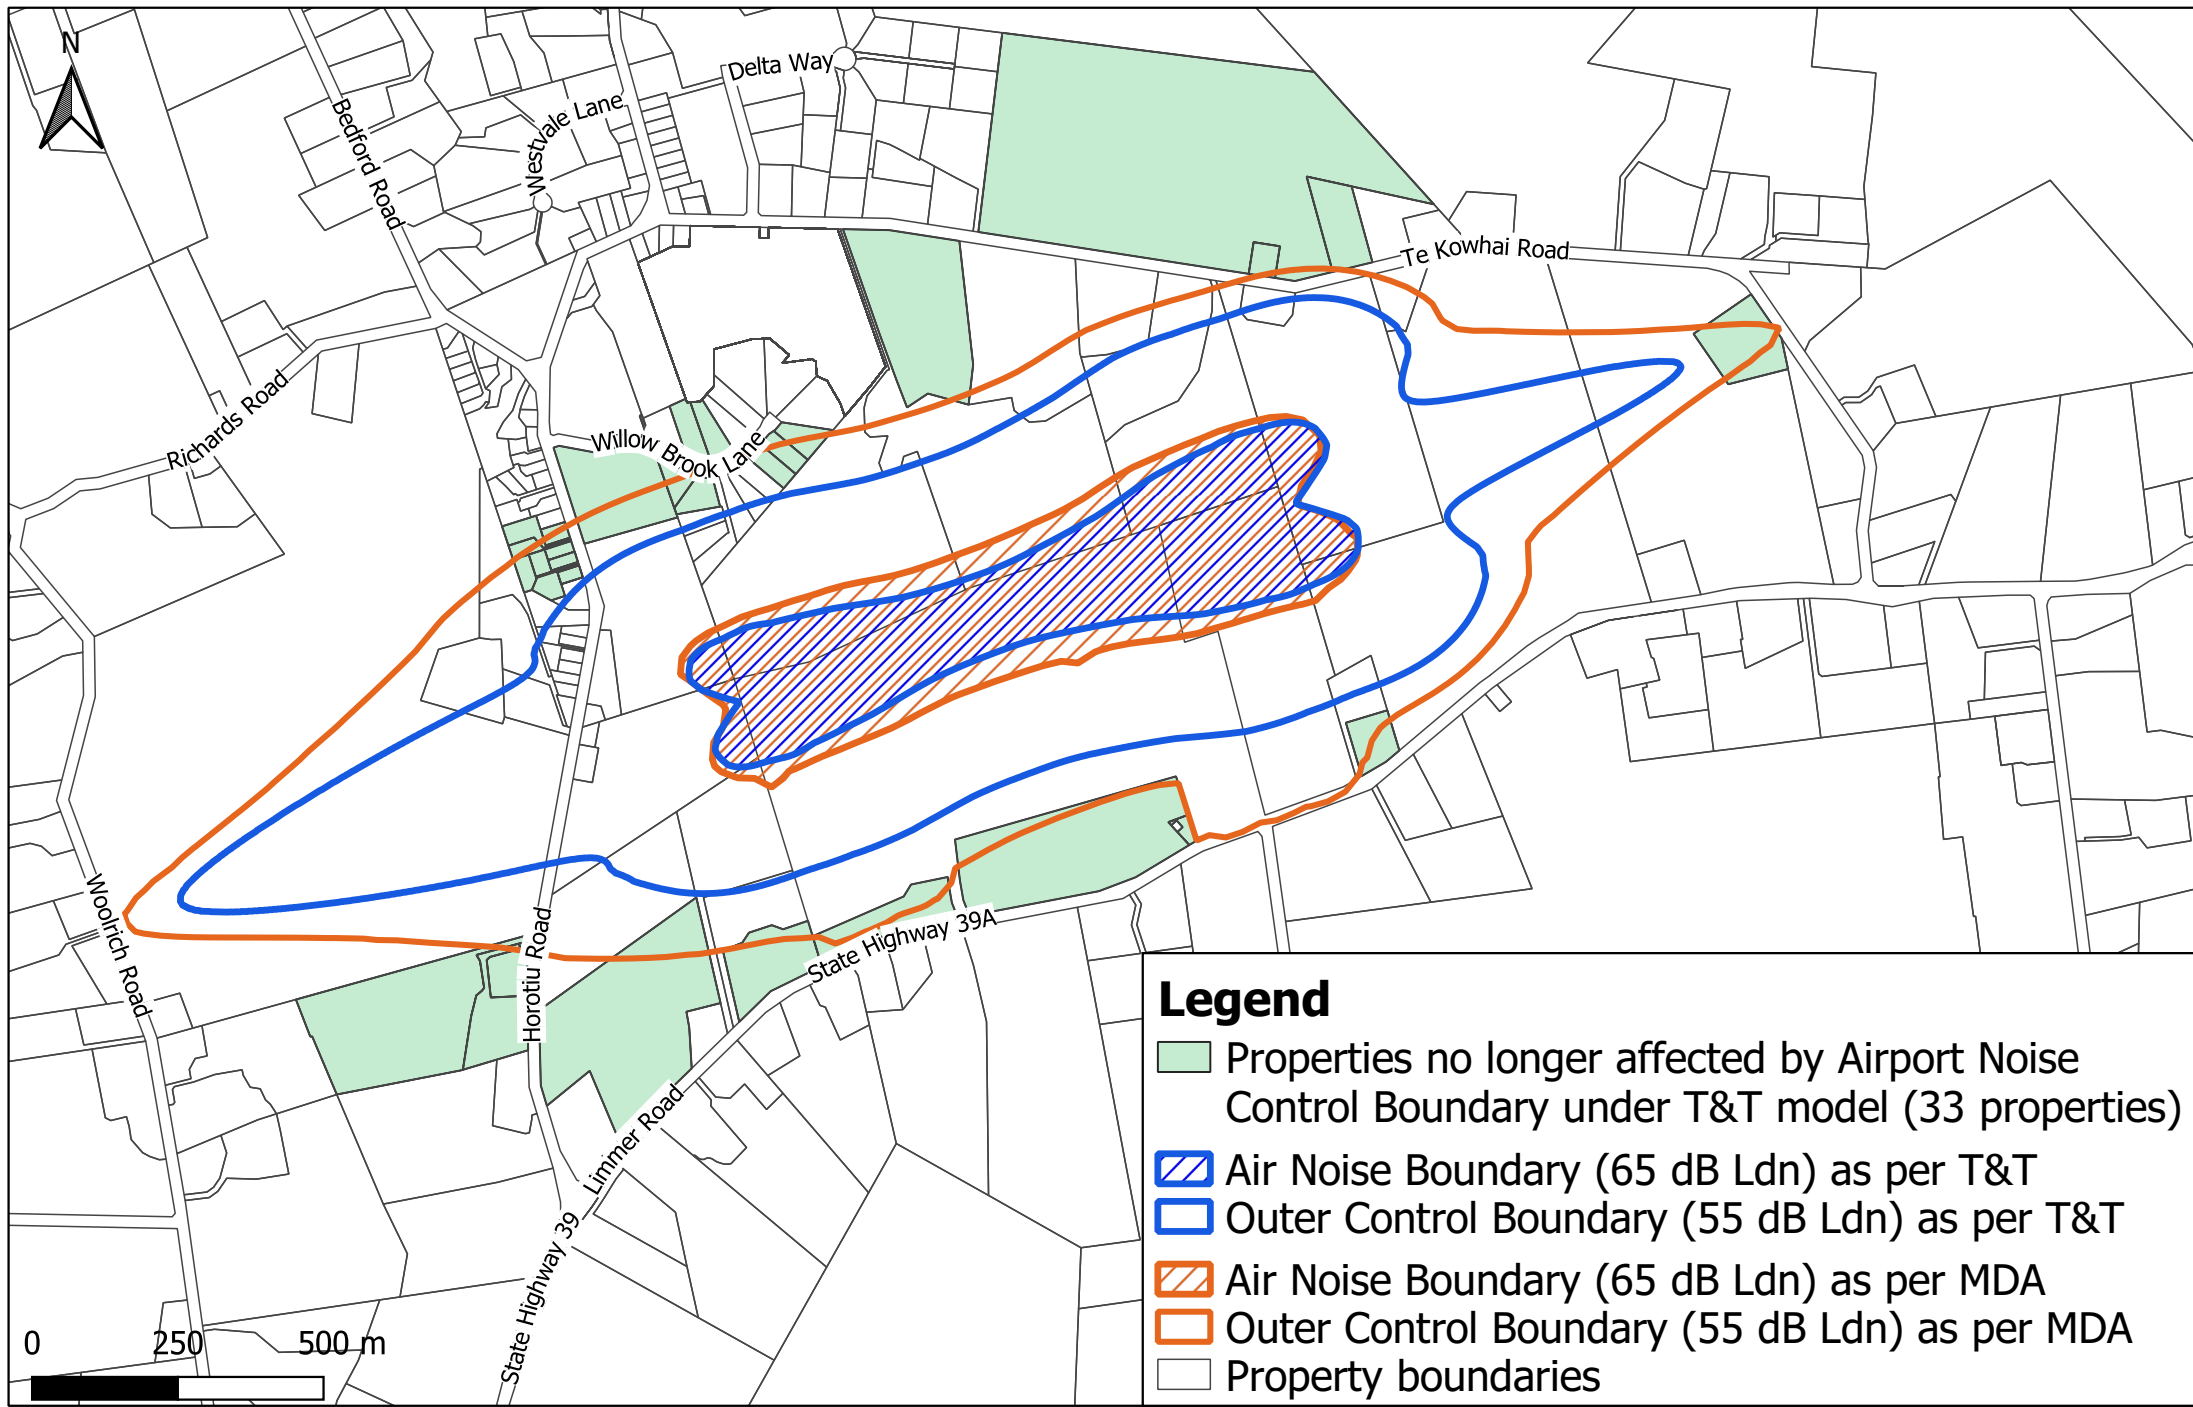 N
Delta Way
Bedford Road
Westvale Lane
Te Kowhai Road
Richards Road
Willow Brook Lane
Woolrich Road
Horotiu Road
State Highway 39A
Limmer Road
State Highway 39
0 250 500 m
Legend
Properties no longer affected by Airport Noise
Control Boundary under T&T model (33 properties)
Air Noise Boundary (65 dB Ldn) as per T&T
Outer Control Boundary (55 dB Ldn) as per T&T
Air Noise Boundary (65 dB Ldn) as per MDA
Outer Control Boundary (55 dB Ldn) as per MDA
Property boundaries